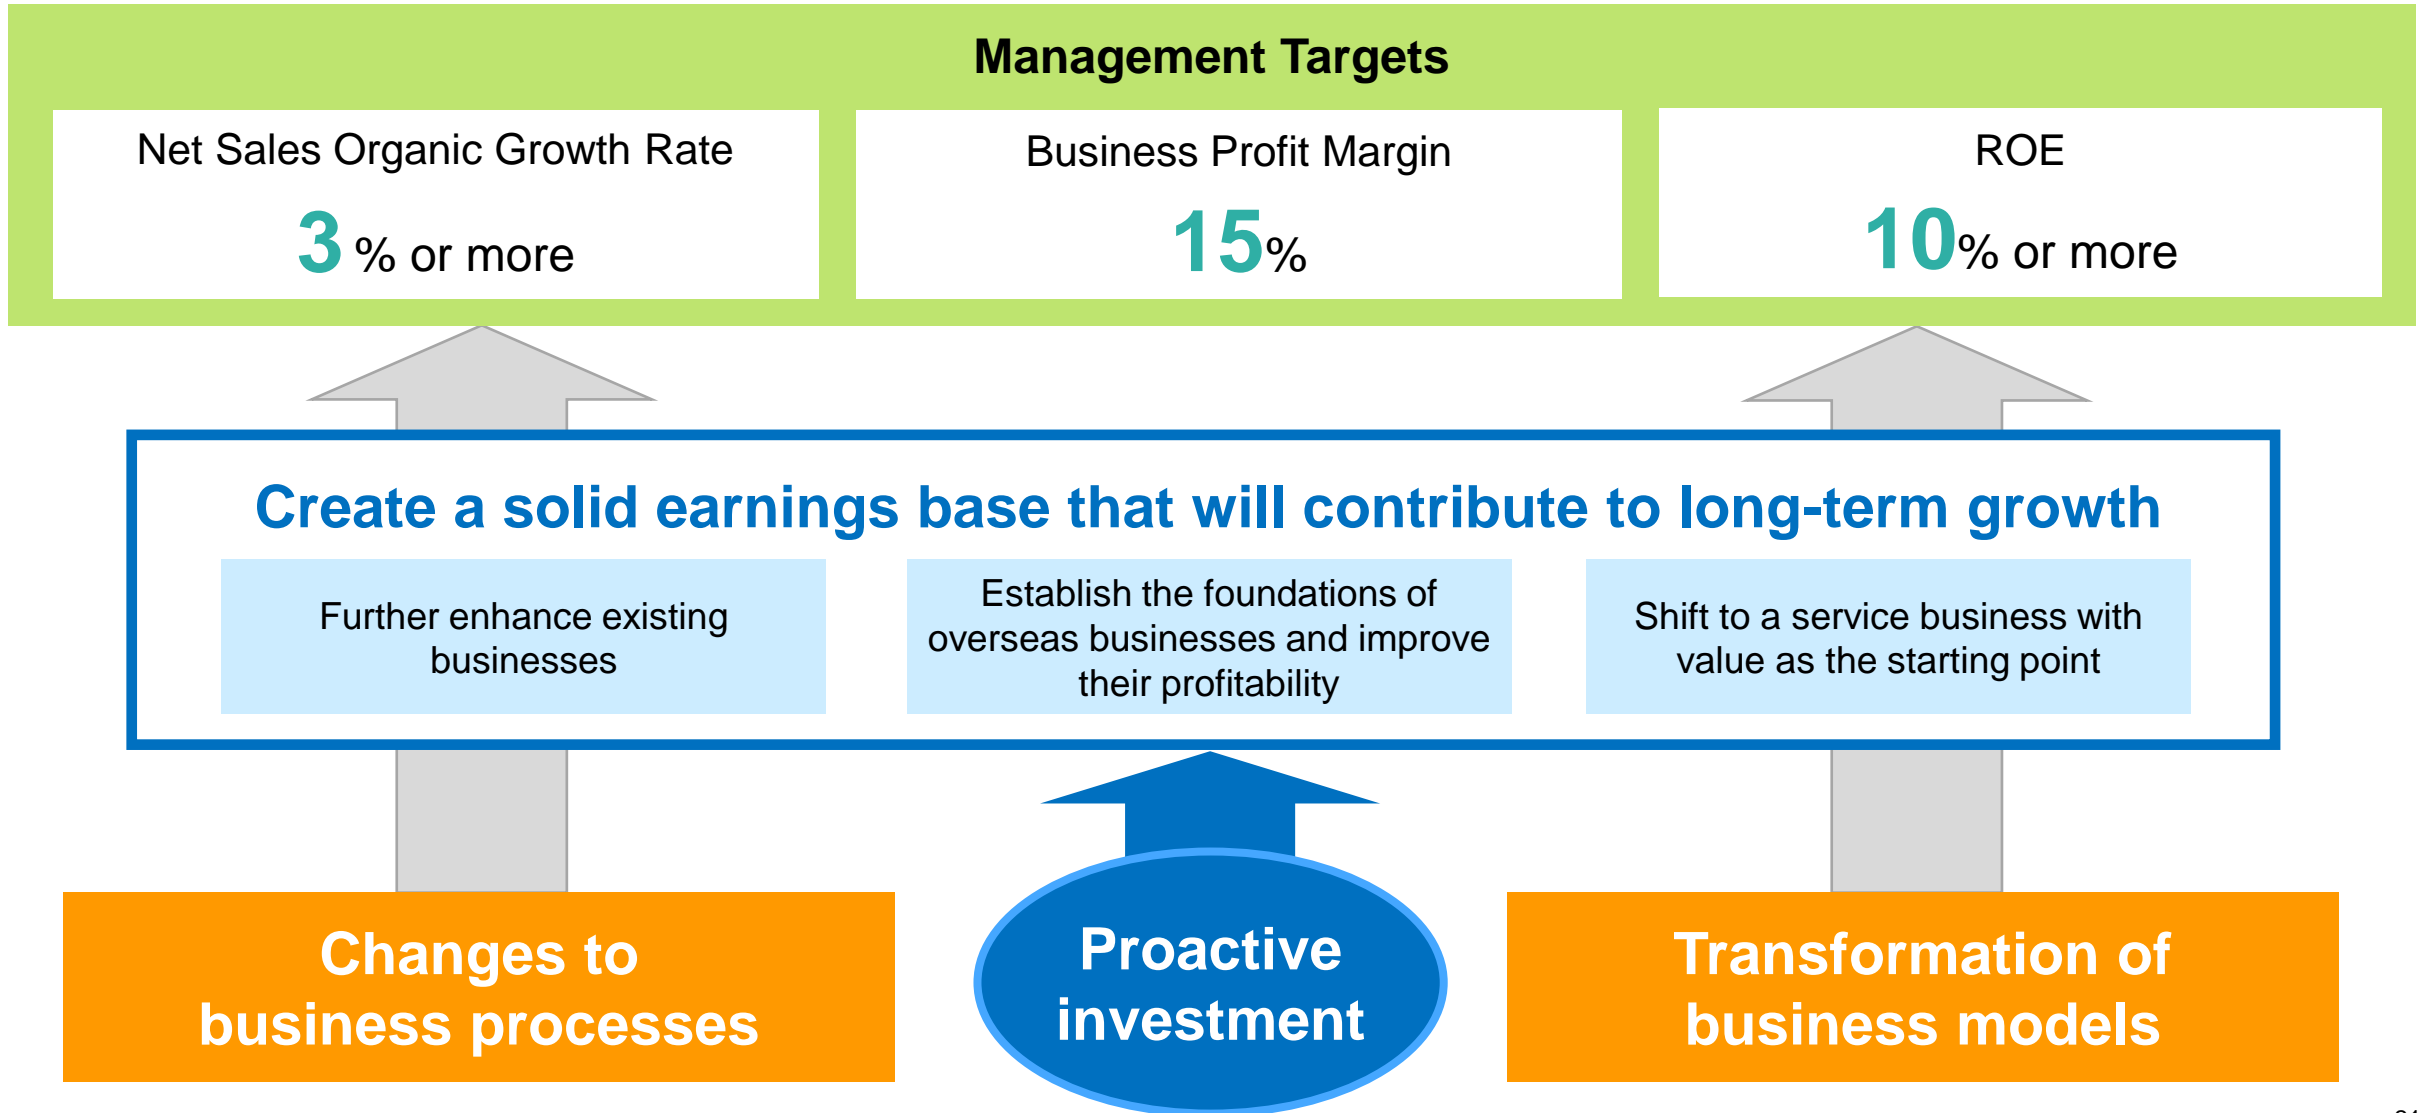 Management Targets
Net Sales Organic Growth Rate
3 % or more
Business Profit Margin
15%
ROE
10% or more
Create a solid earnings base that will contribute to long-term growth
Further enhance existing
businesses
Establish the foundations of
overseas businesses and improve
their profitability
Shift to a service business with
value as the starting point
Changes to
business processes
Proactive
investment
Transformation of
business models